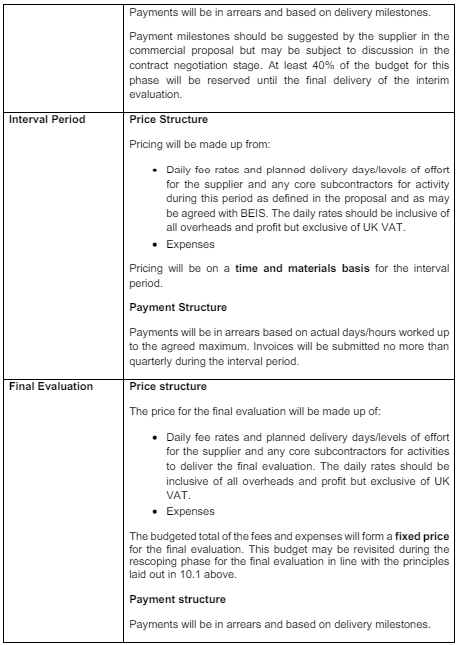 Payments will be in arrears and based on delivery milestones.
Payment milestones should be suggested by the supplier in the
commercial proposal but may be subject to discussion in the
contract negotiation stage. At least 40% of the budget for this
phase will be reserved until the final delivery of the interim
evaluation.
Interval Period
Price Structure
Pricing will be made up from:
• Daily fee rates and planned delivery days/levels of effort
for the supplier and any core subcontractors for activity
during this period as defined in the proposal and as may
be agreed with BEIS. The daily rates should be inclusive of
all overheads and profit but exclusive of UK VAT.
• Expenses
Pricing will be on a time and materials basis for the interval
period.
Payment Structure
Payments will be in arrears based on actual days/hours worked up
to the agreed maximum. Invoices will be submitted no more than
quarterly during the interval period.
Final Evaluation
Price structure
The price for the final evaluation will be made up of:
• Daily fee rates and planned delivery days/levels of effort
for the supplier and any core subcontractors for activities
to deliver the final evaluation. The daily rates should be
inclusive of all overheads and profit but exclusive of UK
VAT.
• Expenses
The budgeted total of the fees and expenses will form a fixed price
for the final evaluation. This budget may be revisited during the
rescoping phase for the final evaluation in line with the principles
laid out in 10.1 above.
Payment structure
Payments will be in arrears and based on delivery milestones.